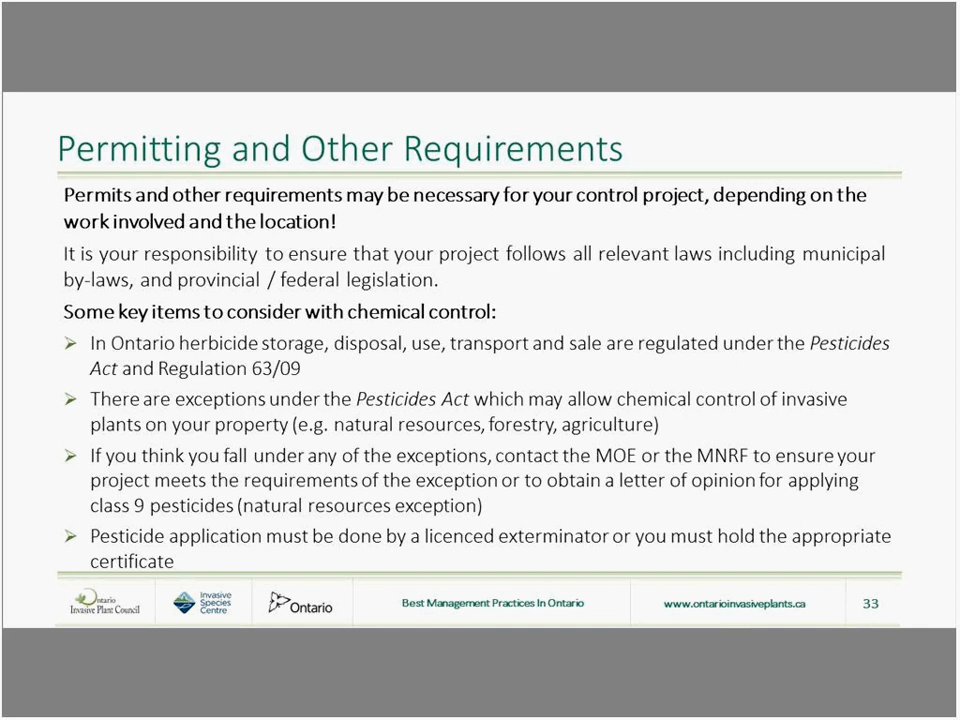 Permitting and Other Requirements
Permits and other requirements may be necessary for your control project, depending on the
work involved and the location!
It is your responsibility to ensure that your project follows all relevant laws including municipal
by-laws, and provincial / federal legislation.
Some key items to consider with chemical control:
In Ontario herbicide storage, disposal, use, transport and sale are regulated under the Pesticides
Act and Regulation 63/09
There are exceptions under the Pesticides Act which may allow chemical control of invasive
plants on your property (e.g. natural resources, forestry, agriculture)
If you think you fall under any of the exceptions, contact the MOE or the MNRF to ensure your
project meets the requirements of the exception or to obtain a letter of opinion for applying
class 9 pesticides (natural resources exception)
Pesticide application must be done by a licenced exterminator or you must hold the appropriate
certificate
Ontario
Invasive Plant Council
Invasive
Species
Centre
Ontario
Best Management Practices In Ontario
www.ontarioinvasiveplants.ca
33